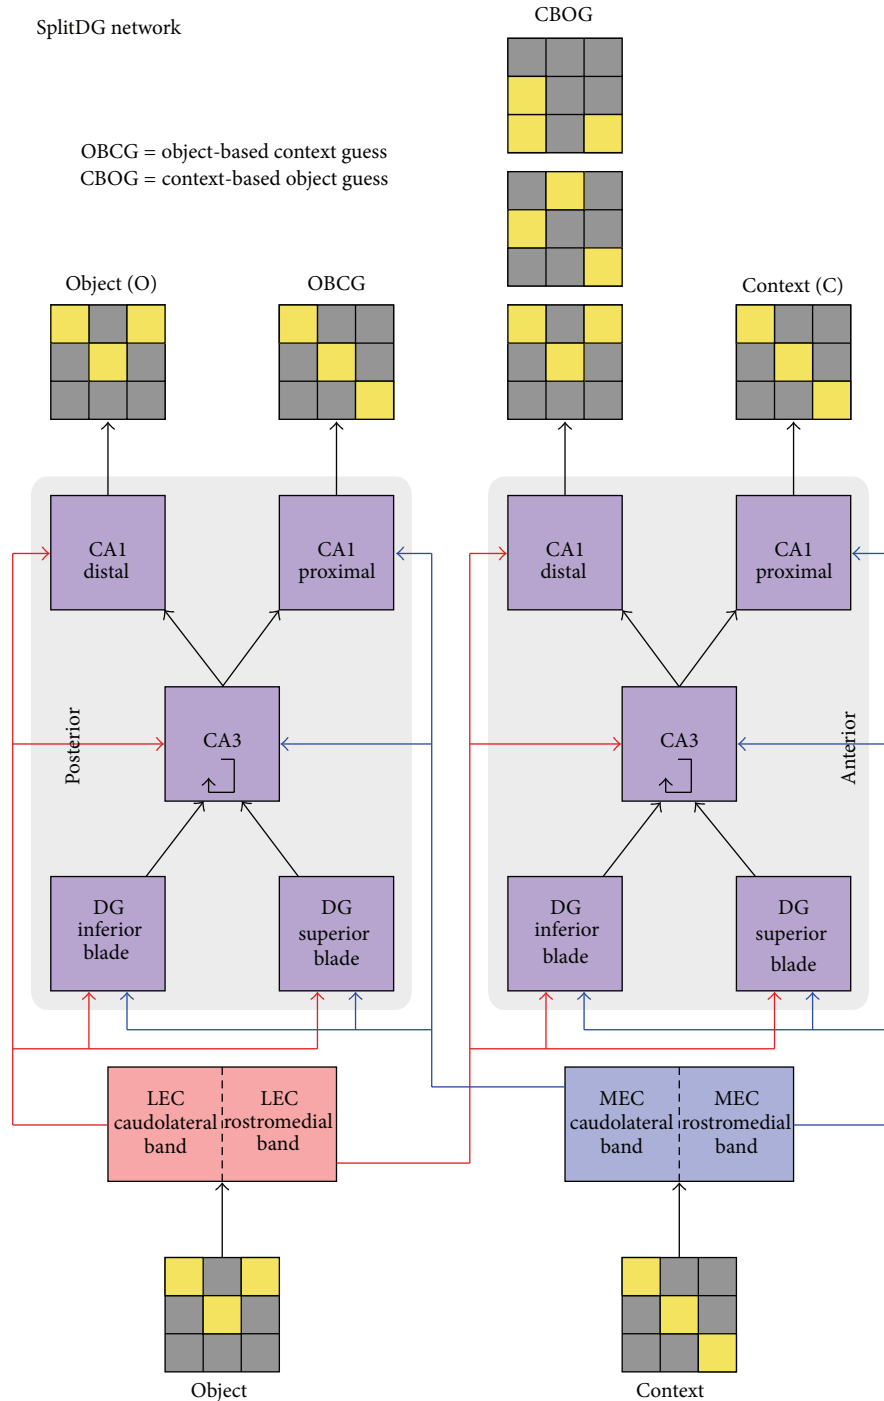 SplitDG network
CBOG
OBCG = object-based context guess
CBOG = context-based object guess
Object (O)
OBCG
Context (C)
CA1
distal
CA1
proximal
CA1
distal
CA1
proximal
Posterior
CA3
CA3
Anterior
DG
inferior
blade
DG
superior
blade
DG
inferior
blade
DG
superior
blade
LEC
caudolateral
band
LEC
rostromedial
band
MEC
caudolateral
band
MEC
rostromedial
band
Object
Context